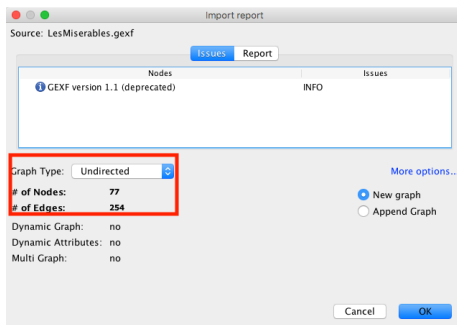 Import report
Source: LesMiserables.gexf
Issues Report
Nodes Issues
GEXF version 1.1 (deprecated) INFO
Graph Type: Undirected More options..
# of Nodes: 77 New graph
# of Edges: 254 Append Graph
Dynamic Graph: no
Dynamic Attributes: no
Multi Graph: no
Cancel OK